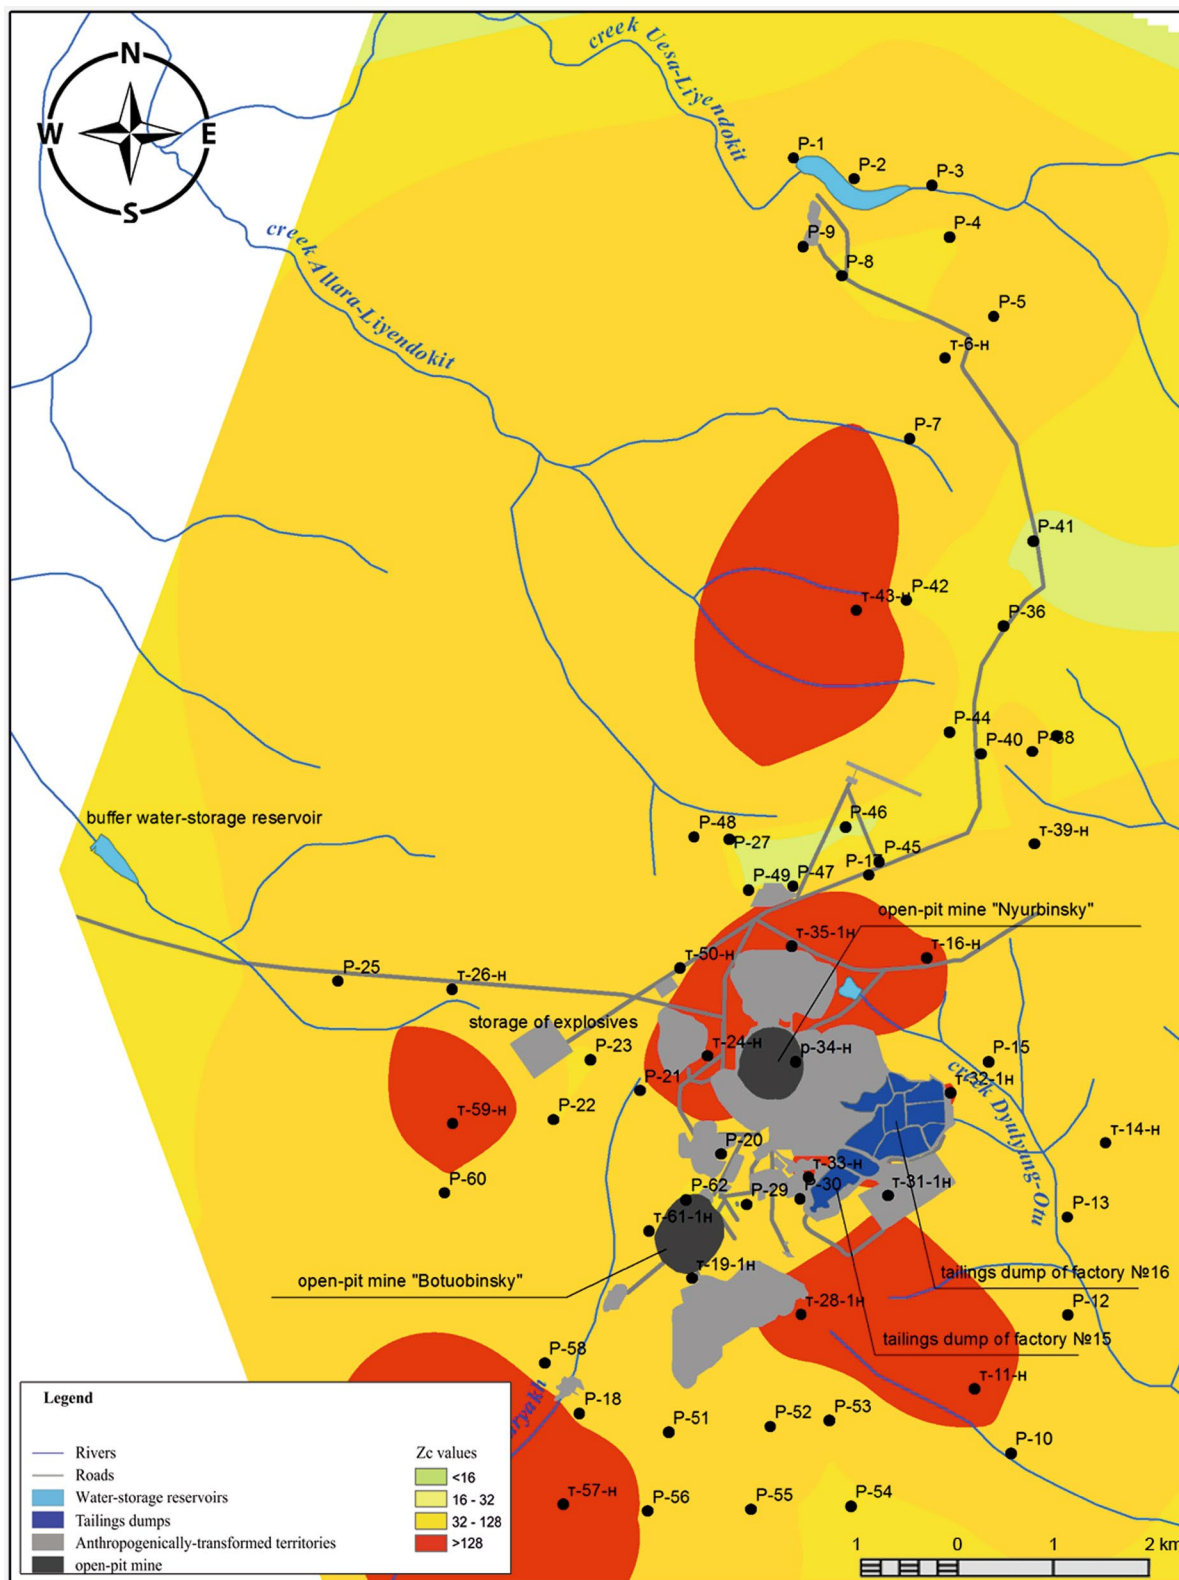 N
W E
S
creek Uesa-Liyendokit
creek Allara-Liyendokit
P-1
P-2
P-3
P-4
P-9
P-8
P-5
т-6-н
P-7
P-41
P-42
т-43-н
P-36
P-44
P-40
buffer water-storage reservoir
P-48
P-27
P-46
т-39-н
P-45
P-17
P-49
P-47
open-pit mine "Nyurbinsky"
т-35-1н
т-16-н
т-50-н
P-25
т-26-н
storage of explosives
P-23
т-24-н
p-34-н
P-15
P-21
т-32-1н
creek Dyulyung-Otu
т-59-н
P-22
т-14-н
P-20
т-33-н
P-60
P-62
P-29
P-30
т-31-1н
P-13
т-61-1н
open-pit mine "Botuobinsky"
т-19-1н
tailings dump of factory №16
т-28-1н
P-12
tailings dump of factory №15
P-58
т-11-н
P-18
P-51
P-52
P-53
P-10
т-57-н
P-56
P-55
P-54
Legend
Rivers
Roads
Water-storage reservoirs
Tailings dumps
Anthropogenically-transformed territories
open-pit mine
Zc values
<16
16 - 32
32 - 128
>128
1 0 1 2 km